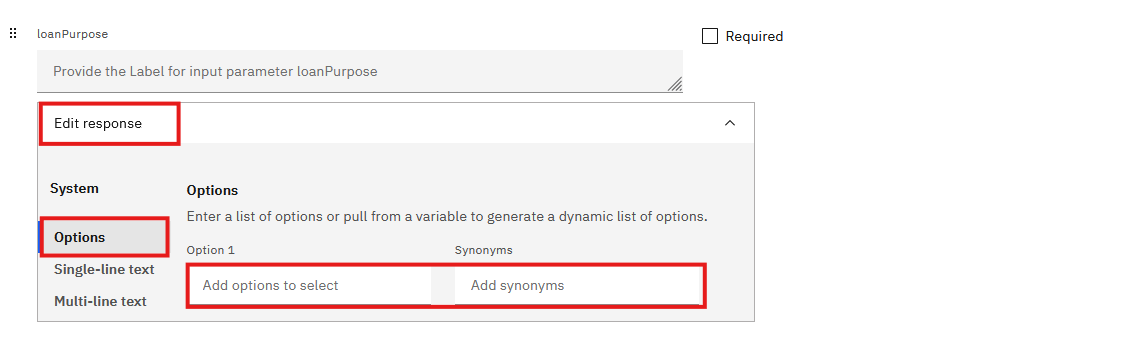 loanPurpose
Required
Provide the Label for input parameter loanPurpose
Edit response
System
Options
Single-line text
Multi-line text
Options
Enter a list of options or pull from a variable to generate a dynamic list of options.
Option 1
Synonyms
Add options to select
Add synonyms